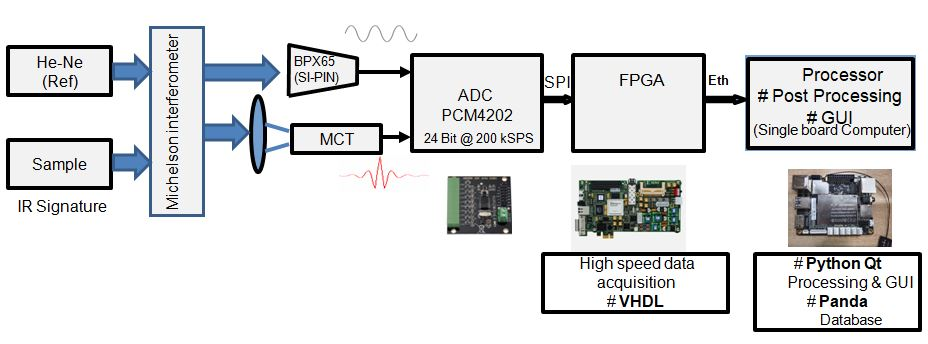 He-Ne
(Ref)
Sample
IR Signature
Michelson interferometer
BPX65
(SI-PIN)
MCT
ADC
PCM4202
24 Bit @ 200 kSPS
SPI
FPGA
Eth
Processor
# Post Processing
# GUI
(Single board Computer)
High speed data
acquisition
# VHDL
# Python Qt
Processing & GUI
# Panda
Database